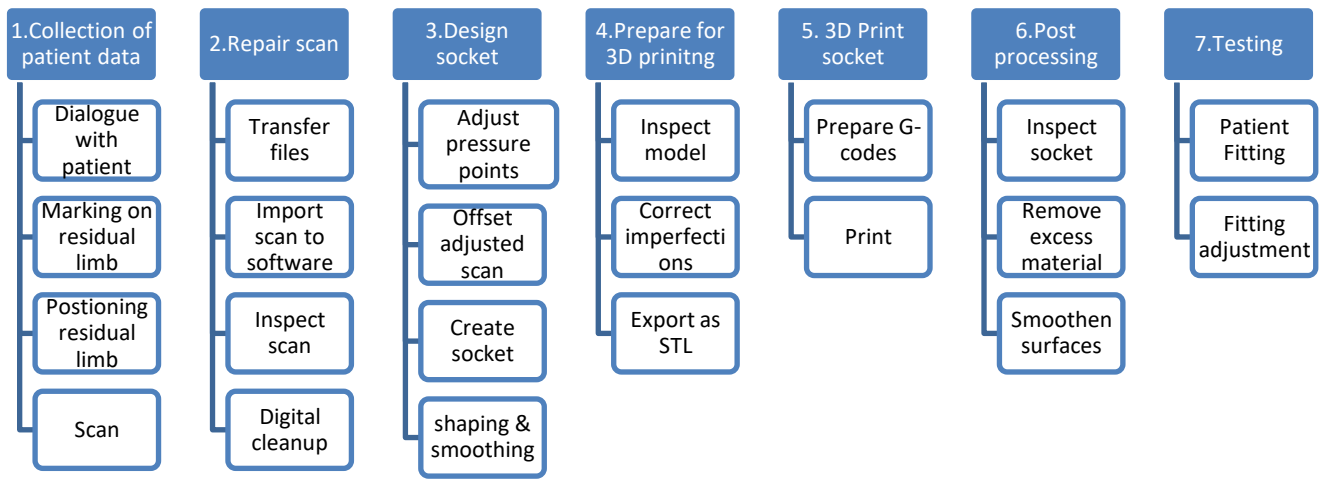 1.Collection of
patient data
Dialogue
with
patient
Marking on
residual
limb
Postioning
residual
limb
Scan
2.Repair scan
Transfer
files
Import
scan to
software
Inspect
scan
Digital
cleanup
3.Design
socket
Adjust
pressure
points
Offset
adjusted
scan
Create
socket
shaping &
smoothing
4.Prepare for
3D prinitng
Inspect
model
Correct
imperfecti
ons
Export as
STL
5. 3D Print
socket
Prepare G-
codes
Print
6.Post
processing
Inspect
socket
Remove
excess
material
Smoothen
surfaces
7.Testing
Patient
Fitting
Fitting
adjustment